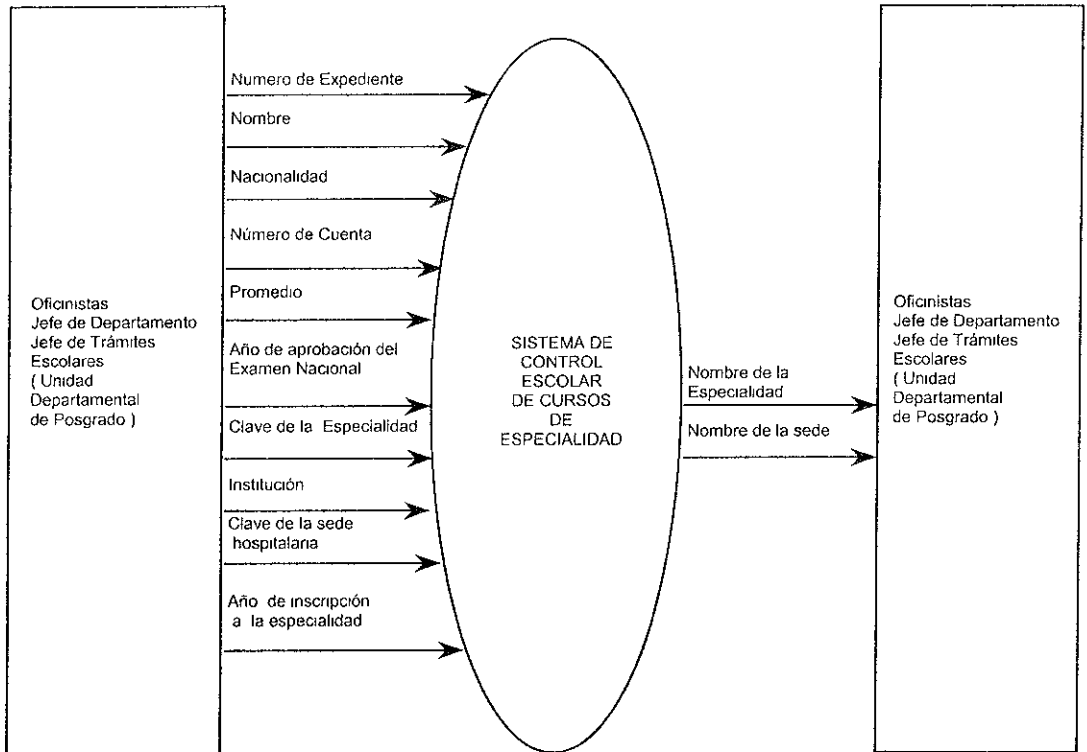 Numero de Expediente
Nombre
Nacionalidad
Número de Cuenta
Promedio
Año de aprobación del
Examen Nacional
Clave de la Especialidad
Institución
Clave de la sede
hospitalaria
Año de inscripción
a la especialidad
Oficinistas
Jefe de Departamento
Jefe de Trámites
Escolares
( Unidad
Departamental
de Posgrado )
SISTEMA DE
CONTROL
ESCOLAR
DE CURSOS
DE
ESPECIALIDAD
Nombre de la
Especialidad
Nombre de la sede
Oficinistas
Jefe de Departamento
Jefe de Trámites
Escolares
( Unidad
Departamental
de Posgrado )